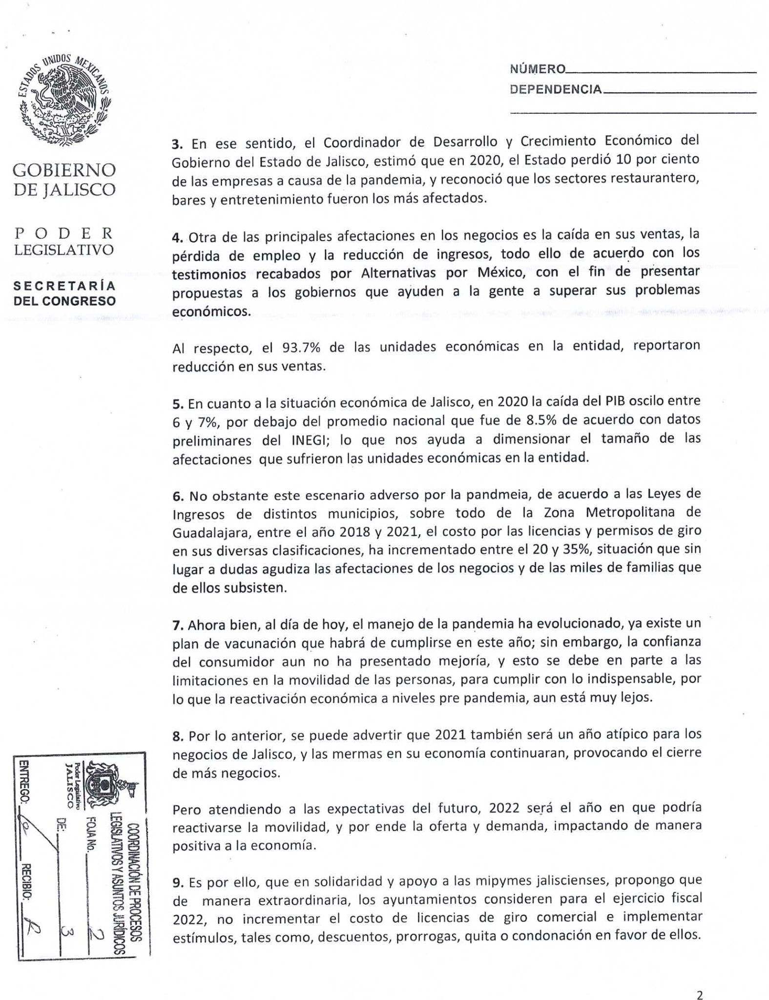 ESTADOS UNIDOS MEXICANOS
GOBIERNO
DE JALISCO
PODER
LEGISLATIVO
SECRETARÍA
DEL CONGRESO
NÚMERO
DEPENDENCIA
3. En ese sentido, el Coordinador de Desarrollo y Crecimiento Económico del
Gobierno del Estado de Jalisco, estimó que en 2020, el Estado perdió 10 por ciento
de las empresas a causa de la pandemia, y reconoció que los sectores restaurantero,
bares y entretenimiento fueron los más afectados.
4. Otra de las principales afectaciones en los negocios es la caída en sus ventas, la
pérdida de empleo y la reducción de ingresos, todo ello de acuerdo con los
testimonios recabados por Alternativas por México, con el fin de presentar
propuestas a los gobiernos que ayuden a la gente a superar sus problemas
económicos.
Al respecto, el 93.7% de las unidades económicas en la entidad, reportaron
reducción en sus ventas.
5. En cuanto a la situación económica de Jalisco, en 2020 la caída del PIB oscilo entre
6 y 7%, por debajo del promedio nacional que fue de 8.5% de acuerdo con datos
preliminares del INEGI; lo que nos ayuda a dimensionar el tamaño de las
afectaciones que sufrieron las unidades económicas en la entidad.
6. No obstante este escenario adverso por la pandmeia, de acuerdo a las Leyes de
Ingresos de distintos municipios, sobre todo de la Zona Metropolitana de
Guadalajara, entre el año 2018 y 2021, el costo por las licencias y permisos de giro
en sus diversas clasificaciones, ha incrementado entre el 20 y 35%, situación que sin
lugar a dudas agudiza las afectaciones de los negocios y de las miles de familias que
de ellos subsisten.
7. Ahora bien, al día de hoy, el manejo de la pandemia ha evolucionado, ya existe un
plan de vacunación que habrá de cumplirse en este año; sin embargo, la confianza
del consumidor aun no ha presentado mejoría, y esto se debe en parte a las
limitaciones en la movilidad de las personas, para cumplir con lo indispensable, por
lo que la reactivación económica a niveles pre pandemia, aun está muy lejos.
8. Por lo anterior, se puede advertir que 2021 también será un año atípico para los
negocios de Jalisco, y las mermas en su economía continuaran, provocando el cierre
de más negocios.
Pero atendiendo a las expectativas del futuro, 2022 será el año en que podría
reactivarse la movilidad, y por ende la oferta y demanda, impactando de manera
positiva a la economía.
9. Es por ello, que en solidaridad y apoyo a las mipymes jaliscienses, propongo que
de manera extraordinaria, los ayuntamientos consideren para el ejercicio fiscal
2022, no incrementar el costo de licencias de giro comercial e implementar
estímulos, tales como, descuentos, prorrogas, quita o condonación en favor de ellos.
Poder Legislativo
JALISCO
COORDINACIÓN DE PROCESOS
LEGISLATIVOS Y ASUNTOS JURÍDICOS
FOJA No. 2
DE: 3
ENTREGO: RECIBIO:
2